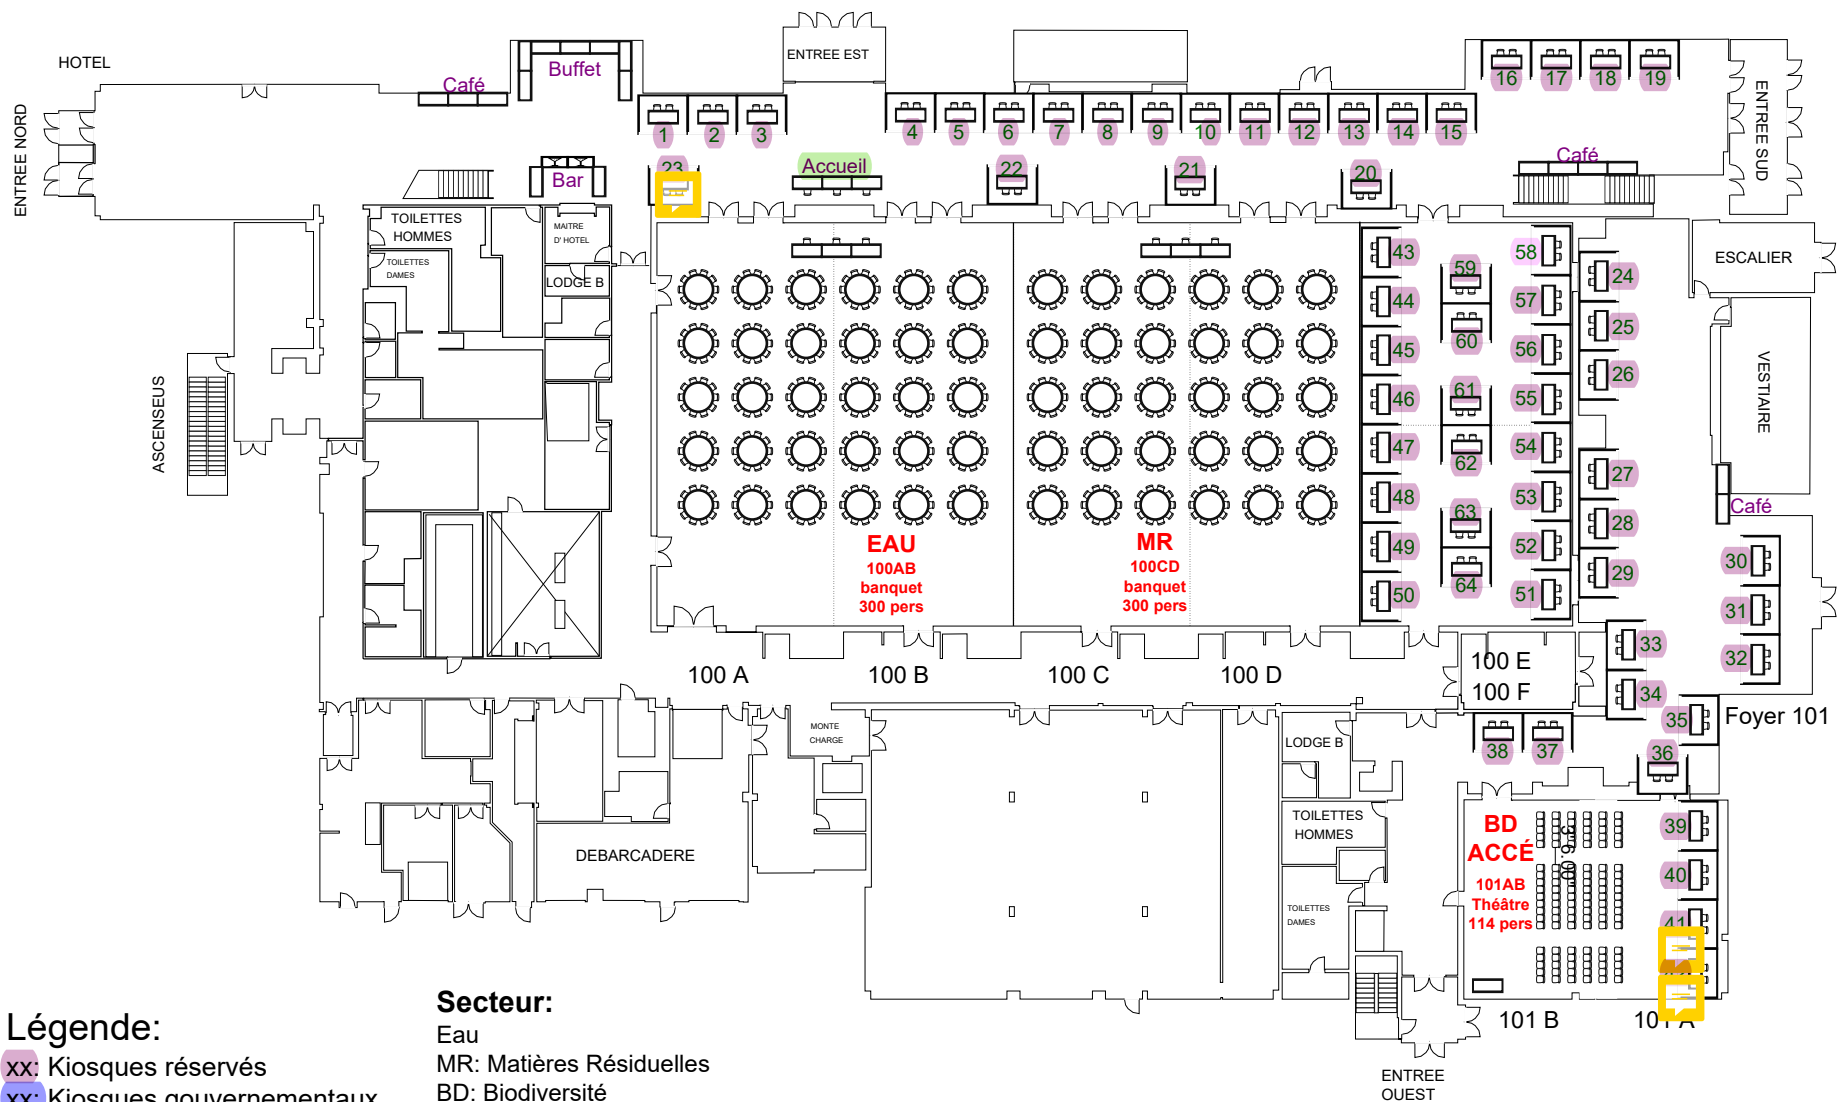 HOTEL
ENTREE NORD
Café
Buffet
Bar
ENTREE EST
Accueil
ENTREE SUD
Café
1
2
3
4
5
6
7
8
9
10
11
12
13
14
15
16
17
18
19
20
21
22
23
TOILETTES
HOMMES
TOILETTES
DAMES
MAITRE
D' HOTEL
LODGE B
ASCENSEUS
ESCALIER
VESTIAIRE
Café
43
44
45
46
47
48
49
50
59
60
61
62
63
64
58
57
56
55
54
53
52
51
24
25
26
27
28
29
30
31
32
33
34
35
36
37
38
EAU
100AB
banquet
300 pers
MR
100CD
banquet
300 pers
100 A
100 B
100 C
100 D
100 E
100 F
Foyer 101
MONTE
CHARGE
DEBARCADERE
LODGE B
TOILETTES
HOMMES
TOILETTES
DAMES
BD
ACCÉ
101AB
Théâtre
114 pers
39
40
41
101 B
101 A
ENTREE
OUEST
Légende:
xx: Kiosques réservés
xx: Kiosques gouvernementaux
Secteur:
Eau
MR: Matières Résiduelles
BD: Biodiversité